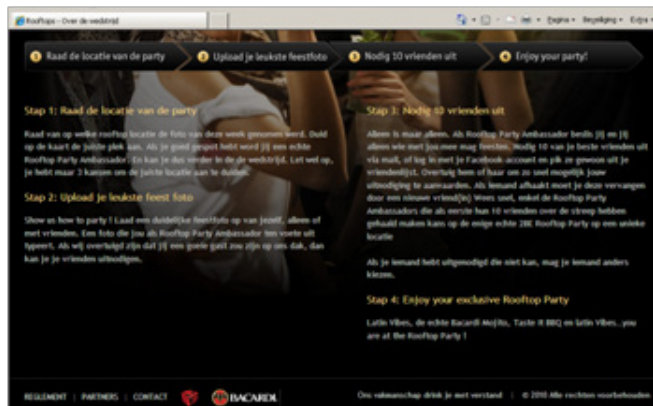 Rooftops - Over de wedstrijd
Pagina
Beveiliging
Extra
1 Raad de locatie van de party
2 Upload je leukste feestfoto
3 Nodig 10 vrienden uit
4 Enjoy your party!
Stap 1: Raad de locatie van de party
Raad van op welke rooftop locatie de foto van deze week genomen werd. Duid
op de kaart de juiste plek aan. Als je goed gespot hebt word jij een echte
Rooftop Party Ambassador. En kan je dus verder in de de wedstrijd. Let wel op,
je hebt maar 3 kansen om de juiste locatie aan te duiden.
Stap 2: Upload je leukste feest foto
Show us how to party ! Laad een duidelijke feestfoto op van jezelf, alleen of
met vrienden. Een foto die jou als Rooftop Party Ambassador ten voete uit
typeert. Als wij overtuigd zijn dat jij een goeie gast zou zijn op ons dak, dan
kan je je vrienden uitnodigen.
Stap 3: Nodig 10 vrienden uit
Alleen is maar alleen. Als Rooftop Party Ambassador beslis jij en jij
alleen wie met jou mee mag feesten. Nodig 10 van je beste vrienden uit
via mail, of log in met je Facebook-account en pik ze gewoon uit je
vriendenlijst. Overtuig hem of haar om zo snel mogelijk jouw
uitnodiging te aanvaarden. Als iemand afhaakt moet je deze vervangen
door een nieuwe vriend(in) Wees snel, enkel de Rooftop Party
Ambassadors die als eerste hun 10 vrienden over de streep hebben
gehaald maken kans op de enige echte 2BE Rooftop Party op een unieke
locatie
Als je iemand hebt uitgenodigd die niet kan, mag je iemand anders
kiezen.
Stap 4: Enjoy your exclusive Rooftop Party
Latin Vibes, de echte Bacardi Mojito, Taste it BBQ en latin Vibes..you
are at the Rooftop Party !
REGLEMENT | PARTNERS | CONTACT
BACARDI
Ons vakmanschap drink je met verstand | © 2010 Alle rechten voorbehouden